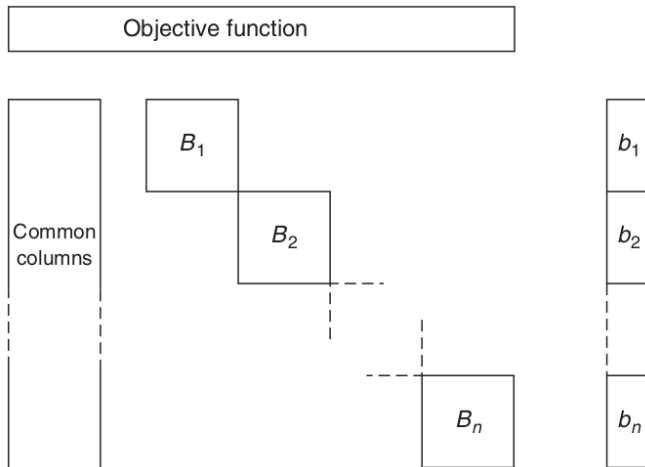 Objective function
B1
b1
B2
b2
Common
columns
Bn
bn